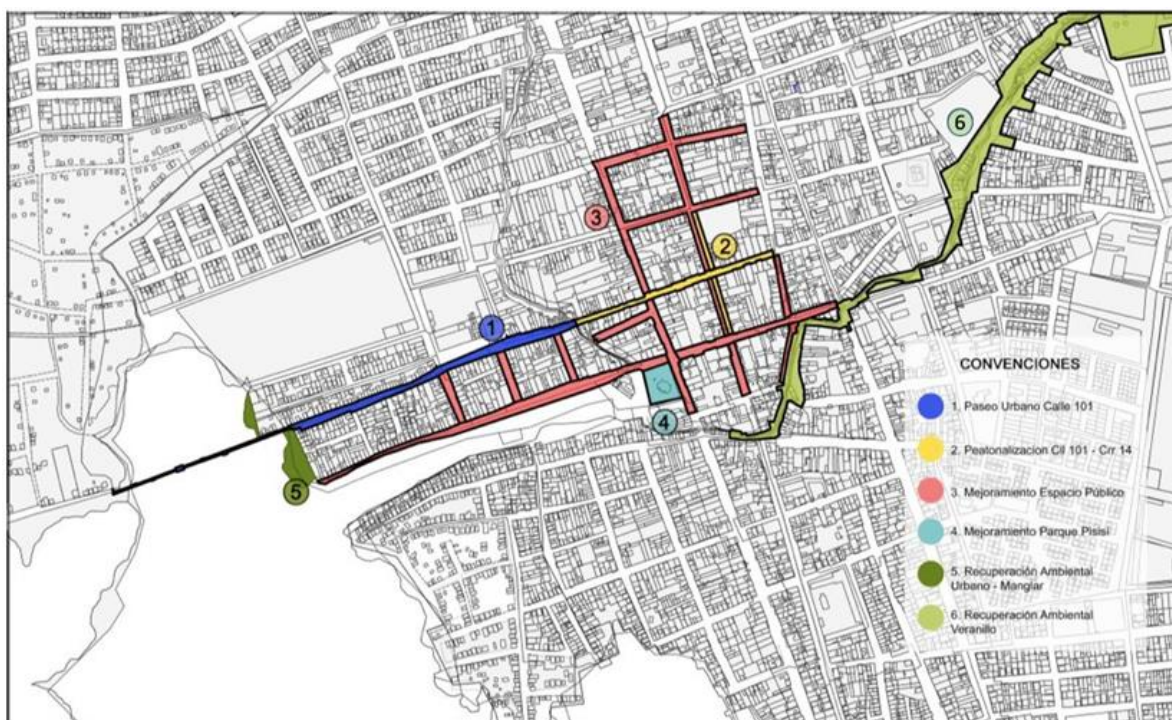 6
3
2
1
4
5
CONVENCIONES
1. Paseo Urbano Calle 101
2. Peatonalizacion Cll 101 - Crr 14
3. Mejoramiento Espacio Público
4. Mejoramiento Parque Pisisí
5. Recuperación Ambiental
Urbano - Manglar
6. Recuperación Ambiental
Veranillo